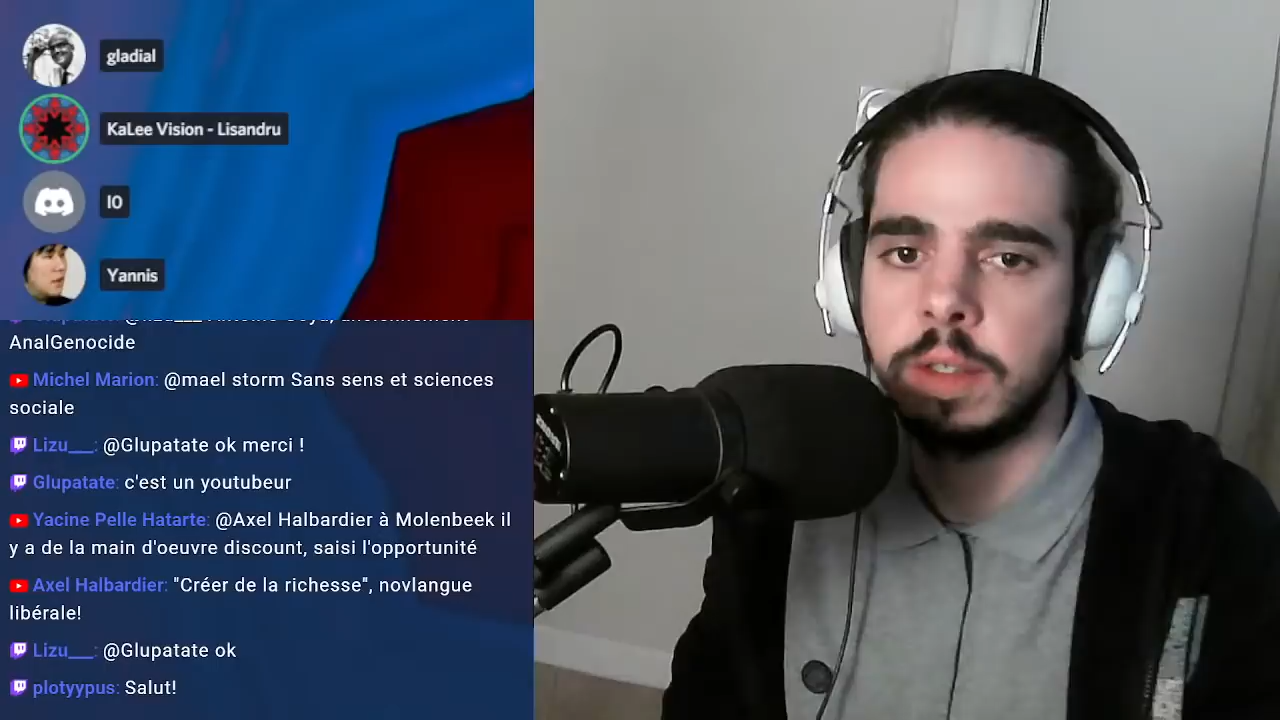 gladial
KaLee Vision - Lisandru
IO
Yannis
AnalGenocide
Michel Marion: @mael storm Sans sens et sciences
sociale
Lizu___: @Glupatate ok merci !
Glupatate: c'est un youtubeur
Yacine Pelle Hatarte: @Axel Halbardier à Molenbeek il
y a de la main d'oeuvre discount, saisi l'opportunité
Axel Halbardier: "Créer de la richesse", novlangue
libérale!
Lizu___: @Glupatate ok
plotyypus: Salut!